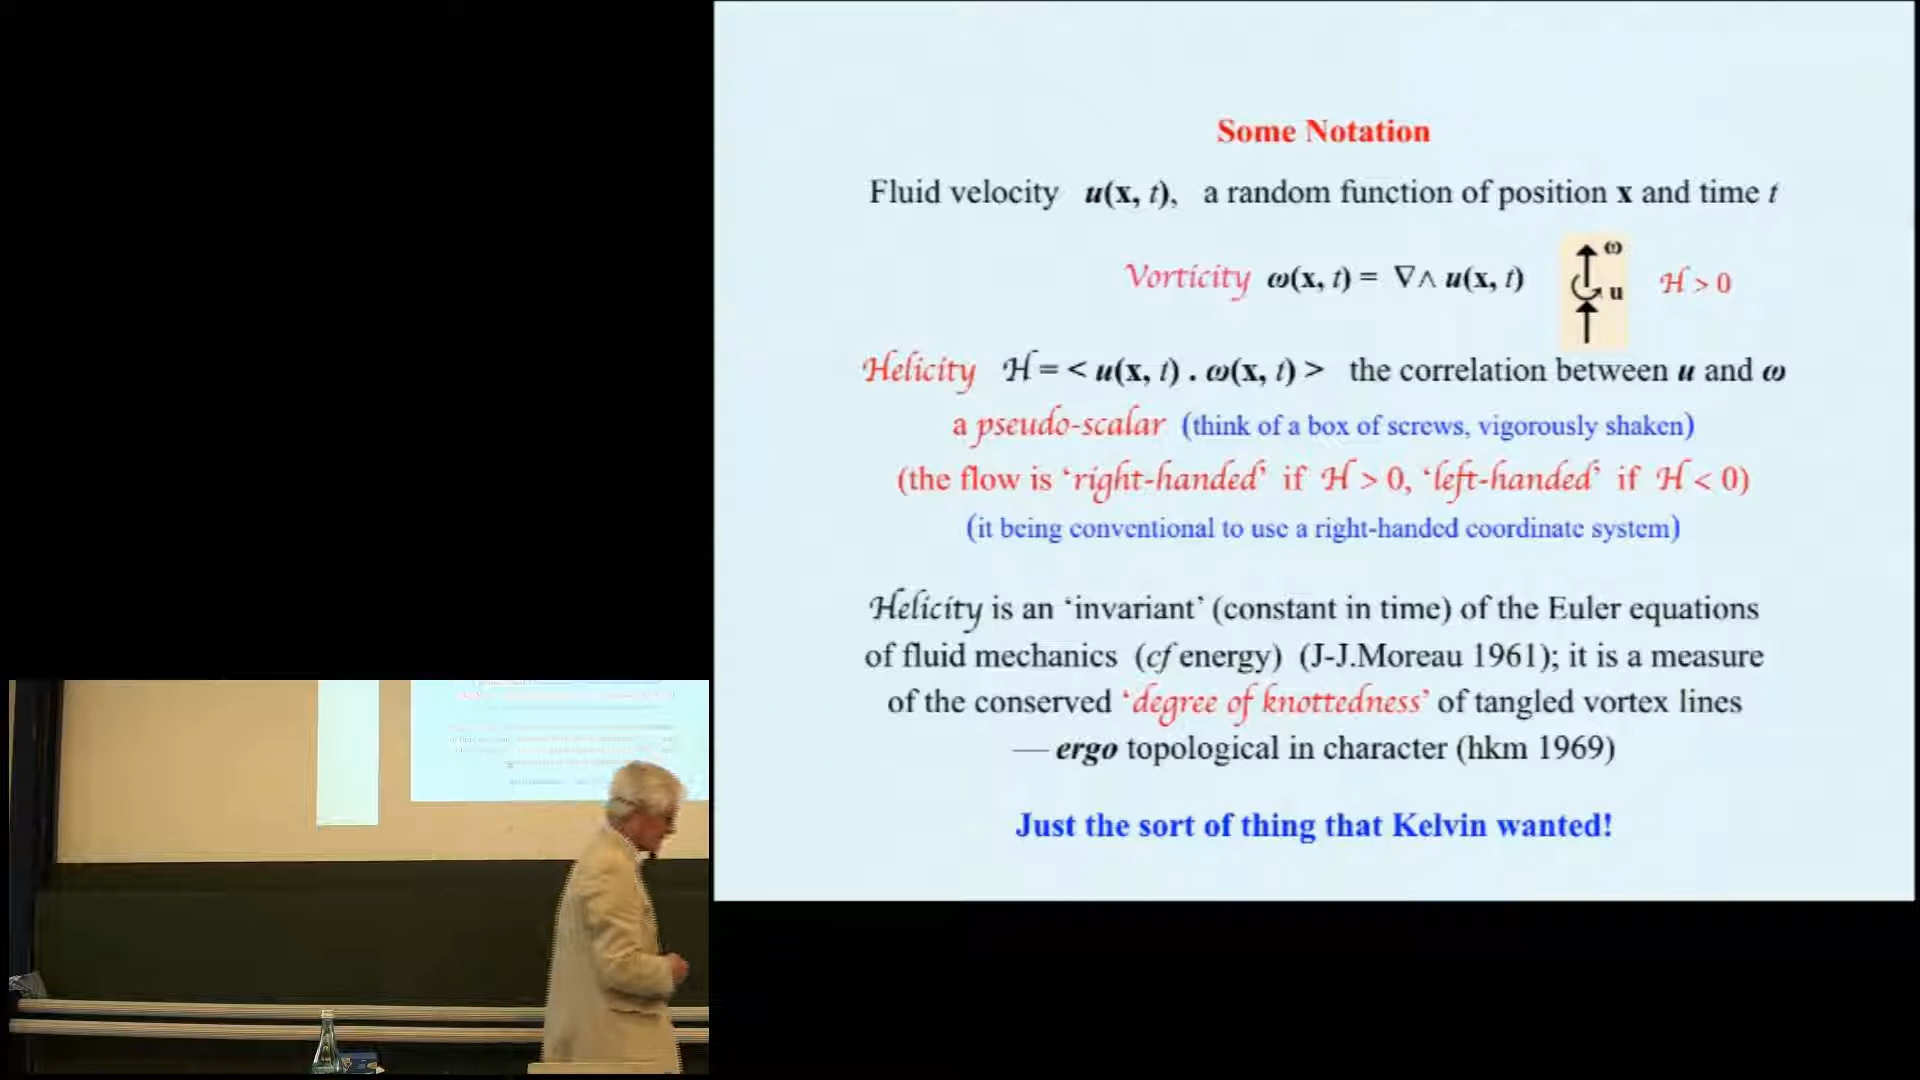 Some Notation
Fluid velocity u(x, t), a random function of position x and time t
Vorticity ω(x, t) = ∇∧ u(x, t) ω u H > 0
Helicity H = < u(x, t) . ω(x, t) > the correlation between u and ω
a pseudo-scalar (think of a box of screws, vigorously shaken)
(the flow is ‘right-handed’ if H > 0, ‘left-handed’ if H < 0)
(it being conventional to use a right-handed coordinate system)
Helicity is an ‘invariant’ (constant in time) of the Euler equations
of fluid mechanics (cf energy) (J-J.Moreau 1961); it is a measure
of the conserved ‘degree of knottedness’ of tangled vortex lines
— ergo topological in character (hkm 1969)
Just the sort of thing that Kelvin wanted!